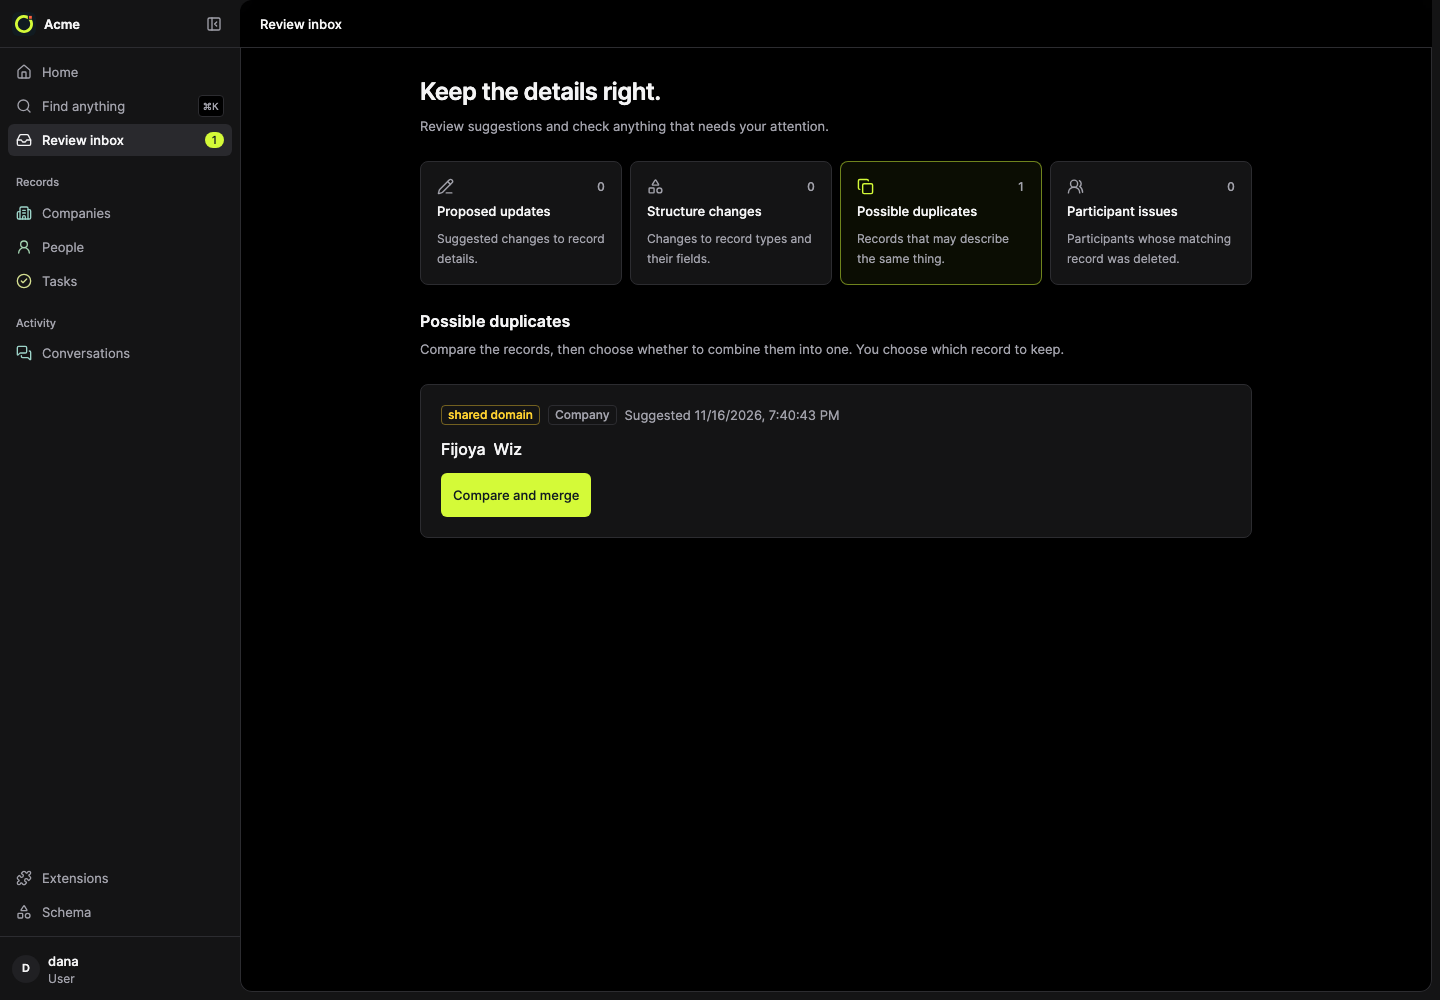 Acme
Home
Find anything ⌘K
Review inbox 1
Records
Companies
People
Tasks
Activity
Conversations
Extensions
Schema
D
dana
User
Review inbox
Keep the details right.
Review suggestions and check anything that needs your attention.
0
Proposed updates
Suggested changes to record
details.
0
Structure changes
Changes to record types and
their fields.
1
Possible duplicates
Records that may describe
the same thing.
0
Participant issues
Participants whose matching
record was deleted.
Possible duplicates
Compare the records, then choose whether to combine them into one. You choose which record to keep.
shared domain Company Suggested 11/16/2026, 7:40:43 PM
Fijoya Wiz
Compare and merge